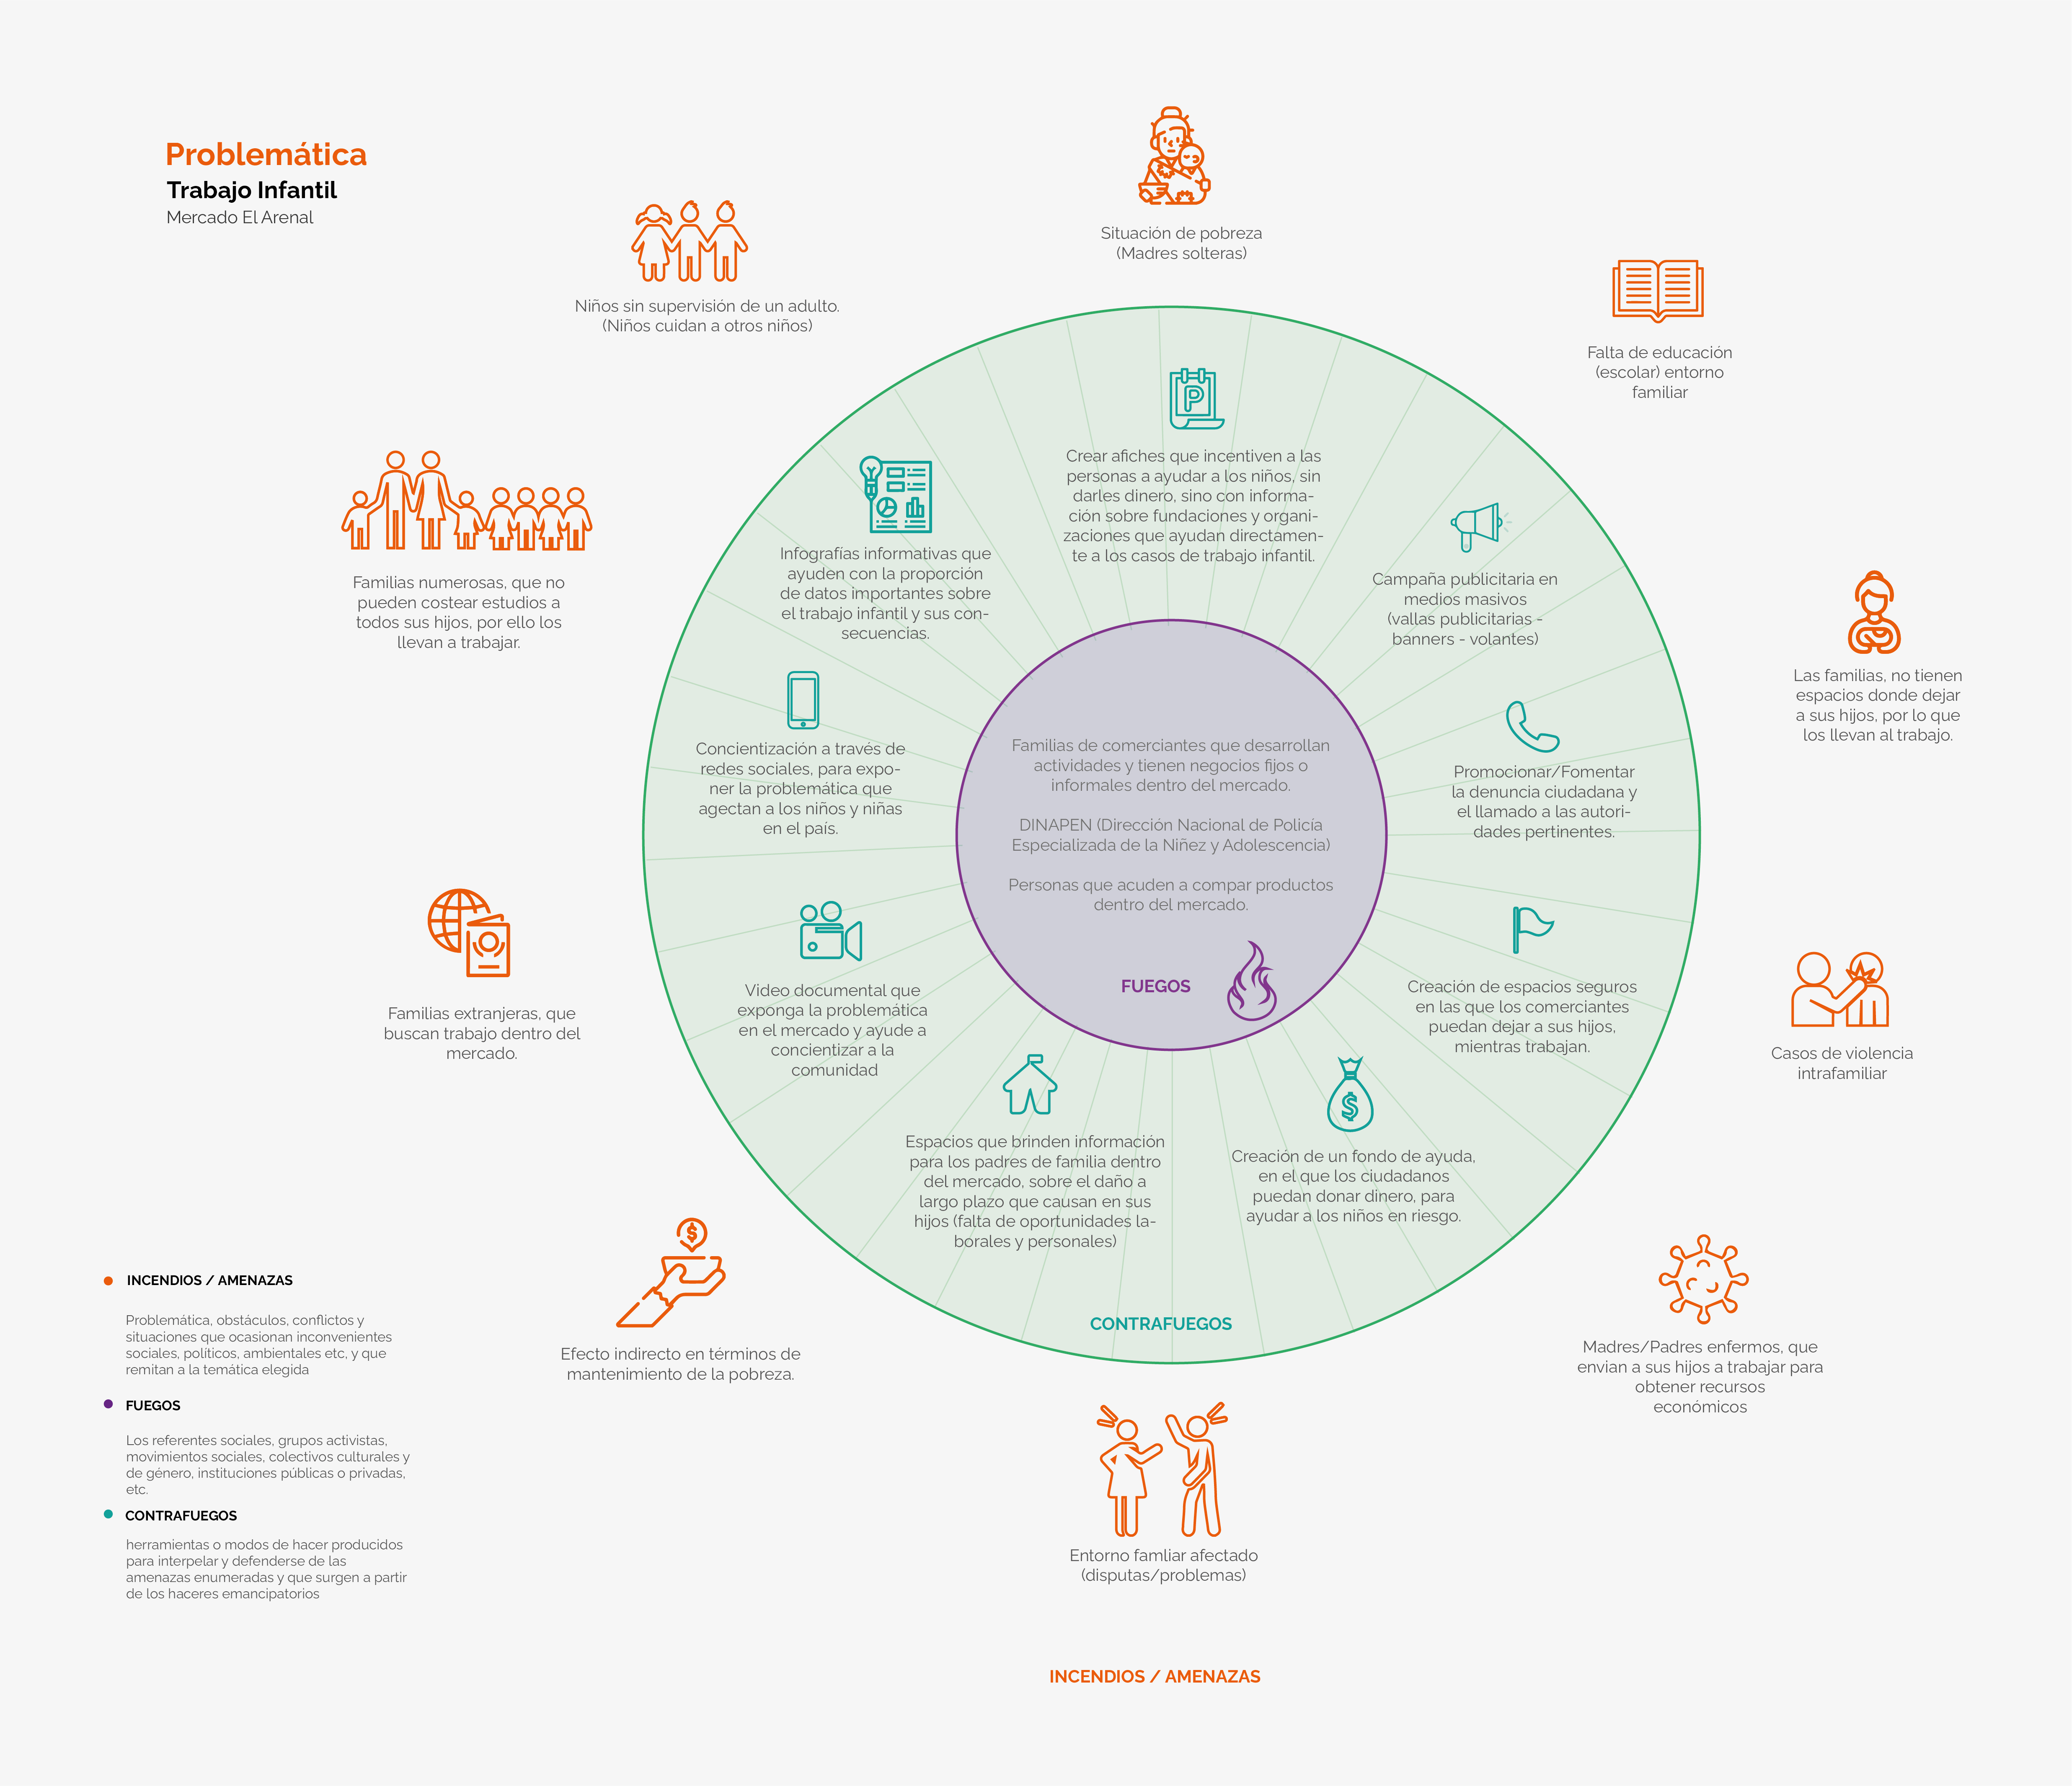 Problemática
Trabajo Infantil
Mercado El Arenal
Situación de pobreza
(Madres solteras)
Niños sin supervisión de un adulto.
(Niños cuidan a otros niños)
Falta de educación
(escolar) entorno
familiar
Familias numerosas, que no
pueden costear estudios a
todos sus hijos, por ello los
llevan a trabajar.
Las familias, no tienen
espacios donde dejar
a sus hijos, por lo que
los llevan al trabajo.
Familias extranjeras, que
buscan trabajo dentro del
mercado.
Casos de violencia
intrafamiliar
Efecto indirecto en términos de
mantenimiento de la pobreza.
Madres/Padres enfermos, que
envian a sus hijos a trabajar para
obtener recursos
económicos
Entorno famliar afectado
(disputas/problemas)
INCENDIOS / AMENAZAS
P
Crear afiches que incentiven a las
personas a ayudar a los niños, sin
darles dinero, sino con informa-
ción sobre fundaciones y organi-
zaciones que ayudan directamen-
te a los casos de trabajo infantil.
Infografías informativas que
ayuden con la proporción
de datos importantes sobre
el trabajo infantil y sus con-
secuencias.
Campaña publicitaria en
medios masivos
(vallas publicitarias -
banners - volantes)
Concientización a través de
redes sociales, para expo-
ner la problemática que
agectan a los niños y niñas
en el país.
Promocionar/Fomentar
la denuncia ciudadana y
el llamado a las autori-
dades pertinentes.
Video documental que
exponga la problemática
en el mercado y ayude a
concientizar a la
comunidad
Creación de espacios seguros
en las que los comerciantes
puedan dejar a sus hijos,
mientras trabajan.
Espacios que brinden información
para los padres de familia dentro
del mercado, sobre el daño a
largo plazo que causan en sus
hijos (falta de oportunidades la-
borales y personales)
$
Creación de un fondo de ayuda,
en el que los ciudadanos
puedan donar dinero, para
ayudar a los niños en riesgo.
CONTRAFUEGOS
Familias de comerciantes que desarrollan
actividades y tienen negocios fijos o
informales dentro del mercado.
DINAPEN (Dirección Nacional de Policía
Especializada de la Niñez y Adolescencia)
Personas que acuden a compar productos
dentro del mercado.
FUEGOS
$
INCENDIOS / AMENAZAS
Problemática, obstáculos, conflictos y
situaciones que ocasionan inconvenientes
sociales, políticos, ambientales etc, y que
remitan a la temática elegida
FUEGOS
Los referentes sociales, grupos activistas,
movimientos sociales, colectivos culturales y
de género, instituciones públicas o privadas,
etc.
CONTRAFUEGOS
herramientas o modos de hacer producidos
para interpelar y defenderse de las
amenazas enumeradas y que surgen a partir
de los haceres emancipatorios